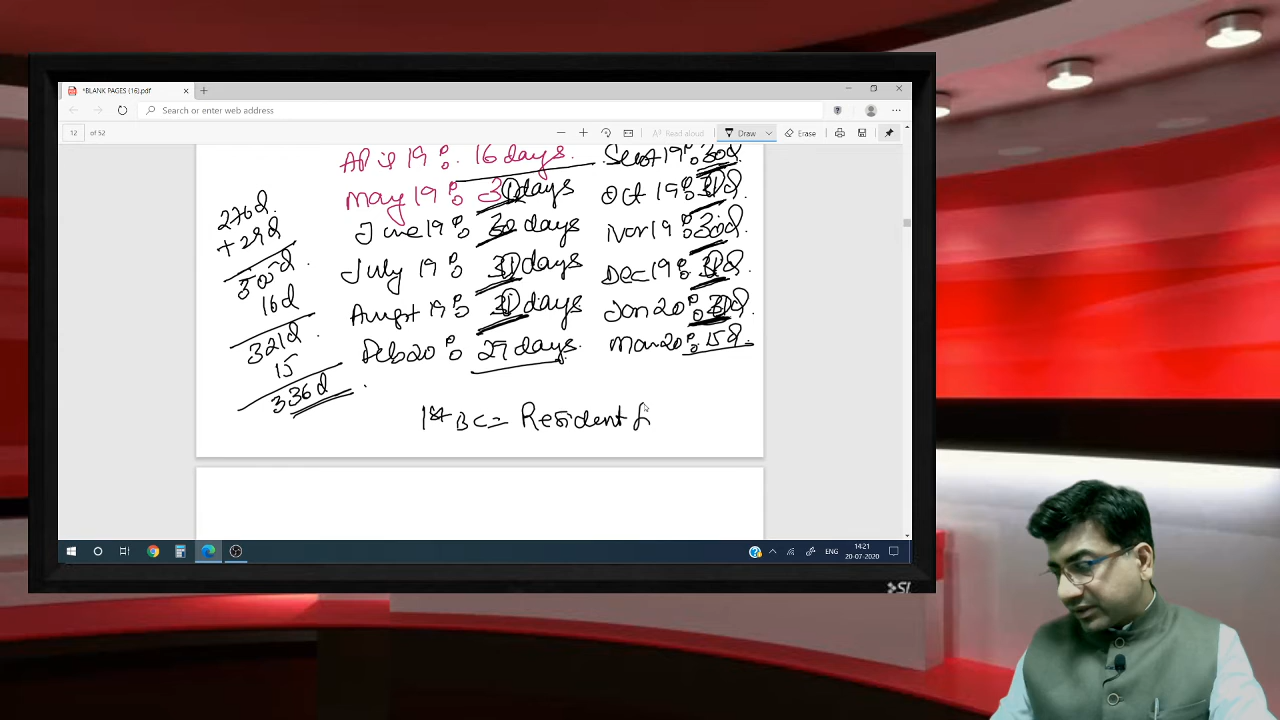 *BLANK PAGES (16).pdf
Search or enter web address
12 of 52
Read aloud
Draw
Erase
April 19: 16 days.
Sept 19: 30d.
May 19: 31 days
Oct 19: 31d.
June 19: 30 days
Nov 19: 30d.
July 19: 31 days
Dec 19: 31d.
August 19: 31 days
Jan 20: 31d.
Feb 20: 29 days.
Mar 20: 15d.
276d.
+ 29d
305d.
16d
321d.
15
336d.
1st BC = Resident f
ENG
14:21
20-07-2020